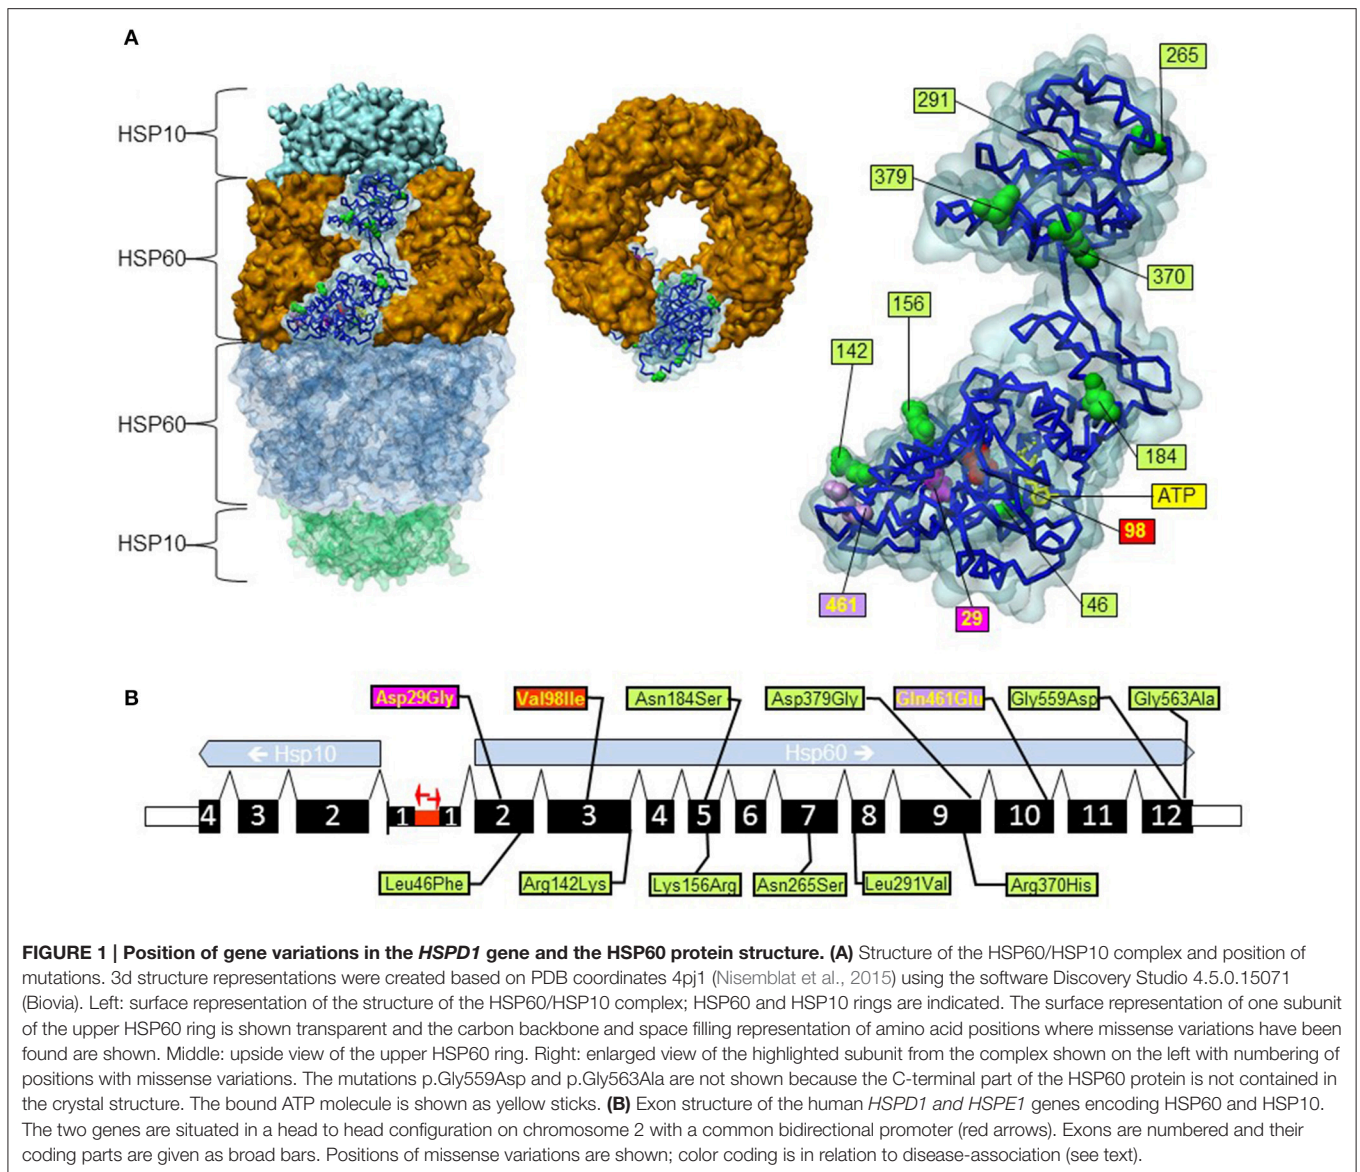 A
HSP10
HSP60
HSP60
HSP10
265
291
379
370
156
142
184
ATP
98
461
29
46
B
Asp29Gly
Val98Ile
Asn184Ser
Asp379Gly
Gln461Glu
Gly559Asp
Gly563Ala
← Hsp10
Hsp60 →
4 3 2 1 1 2 3 4 5 6 7 8 9 10 11 12
Leu46Phe
Arg142Lys
Lys156Arg
Asn265Ser
Leu291Val
Arg370His
FIGURE 1 | Position of gene variations in the HSPD1 gene and the HSP60 protein structure. (A) Structure of the HSP60/HSP10 complex and position of
mutations. 3d structure representations were created based on PDB coordinates 4pj1 (Nisemblat et al., 2015) using the software Discovery Studio 4.5.0.15071
(Biovia). Left: surface representation of the structure of the HSP60/HSP10 complex; HSP60 and HSP10 rings are indicated. The surface representation of one subunit
of the upper HSP60 ring is shown transparent and the carbon backbone and space filling representation of amino acid positions where missense variations have been
found are shown. Middle: upside view of the upper HSP60 ring. Right: enlarged view of the highlighted subunit from the complex shown on the left with numbering of
positions with missense variations. The mutations p.Gly559Asp and p.Gly563Ala are not shown because the C-terminal part of the HSP60 protein is not contained in
the crystal structure. The bound ATP molecule is shown as yellow sticks. (B) Exon structure of the human HSPD1 and HSPE1 genes encoding HSP60 and HSP10.
The two genes are situated in a head to head configuration on chromosome 2 with a common bidirectional promoter (red arrows). Exons are numbered and their
coding parts are given as broad bars. Positions of missense variations are shown; color coding is in relation to disease-association (see text).